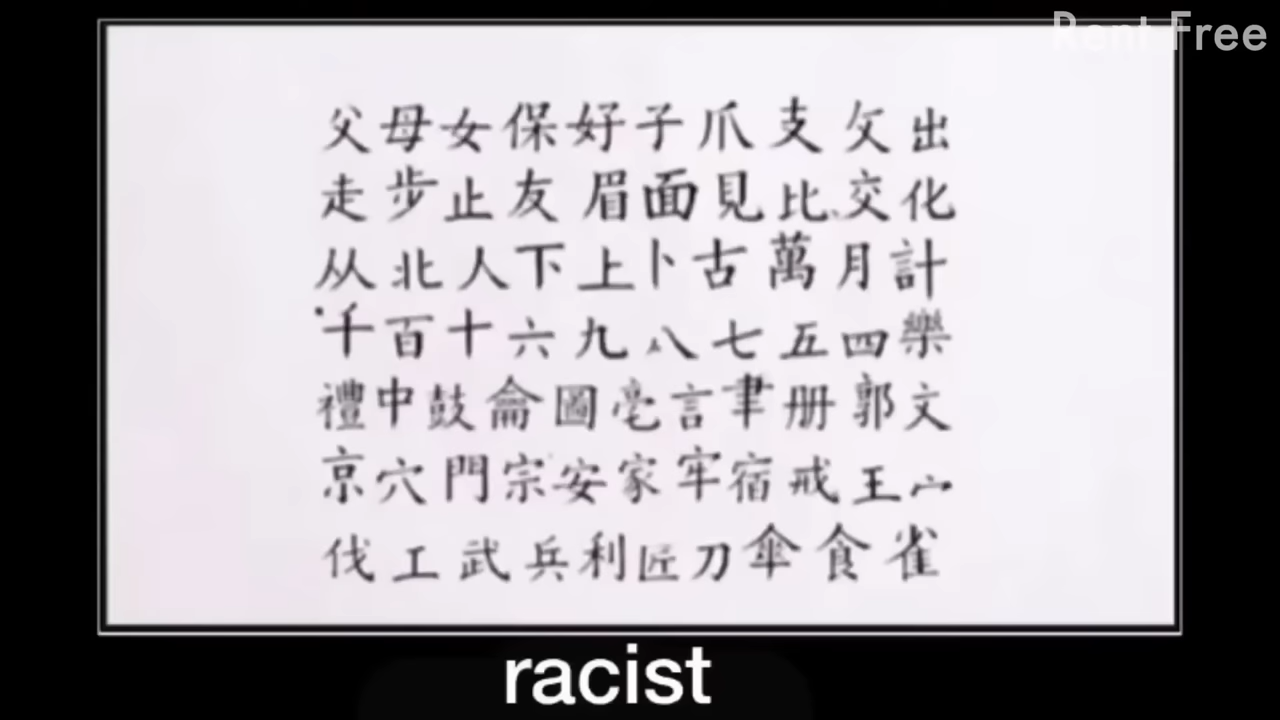 Rent Free
父母女保好子爪支攵出
走步止友眉面見比交化
从北人下上卜古萬月計
千百十六九八七五四樂
禮中鼓龠圖亳言聿册郭文
京穴門宗安家牢宿戒王宀
伐工武兵利匠刀傘食雀
racist